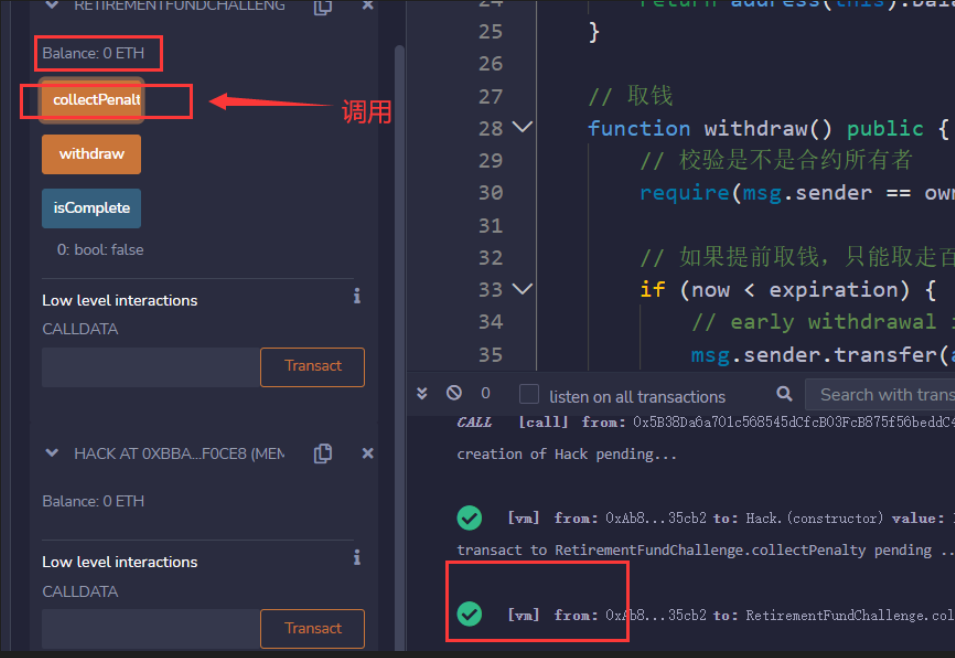 RETIREMENTFUNDCHALLENG
Balance: 0 ETH
collectPenalt
调用
withdraw
isComplete
0: bool: false
Low level interactions
CALLDATA
Transact
HACK AT 0XBBA...F0CE8 (MEM
Balance: 0 ETH
Low level interactions
CALLDATA
Transact
24 return address(this).bala
25 }
26
27 // 取钱
28 function withdraw() public {
29 // 校验是不是合约所有者
30 require(msg.sender == own
31
32 // 如果提前取钱，只能取走百
33 if (now < expiration) {
34 // early withdrawal
35 msg.sender.transfer(a
0 listen on all transactions Search with trans
CALL [call] from: 0x5B38Da6a701c568545dCfcB03FcB875f56beddC4
creation of Hack pending...
[vm] from: 0xAb8...35cb2 to: Hack.(constructor) value:
transact to RetirementFundChallenge.collectPenalty pending ..
[vm] from: 0xAb8...35cb2 to: RetirementFundChallenge.col